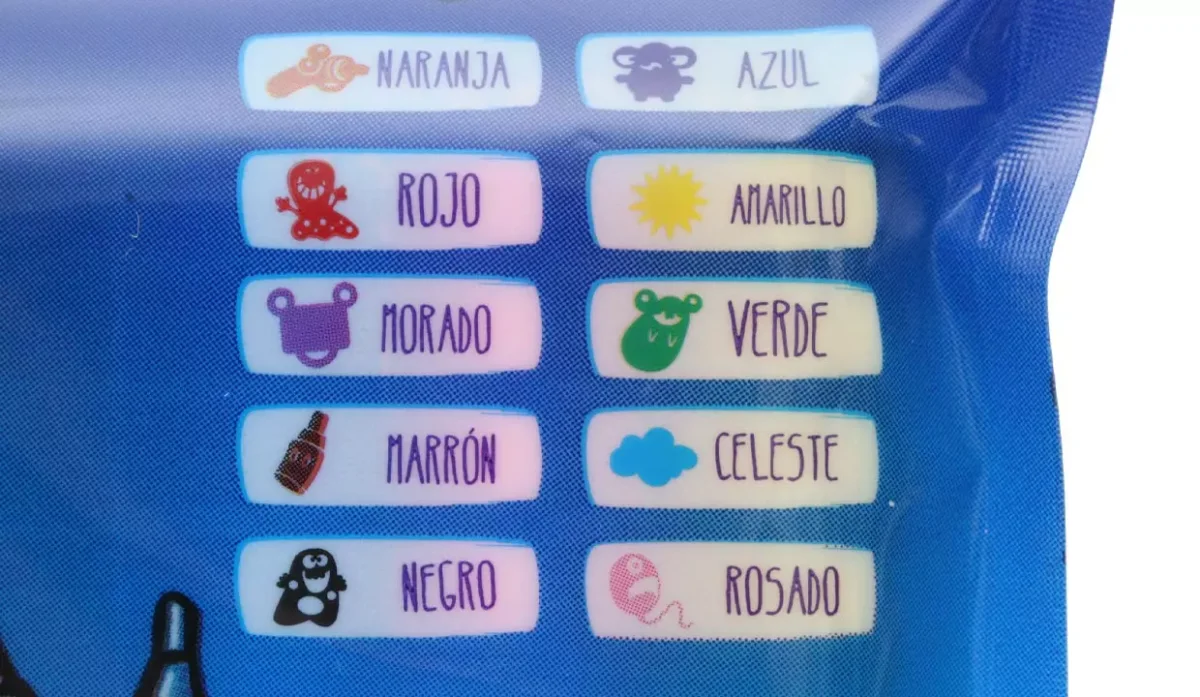 NARANJA
AZUL
ROJO
AMARILLO
MORADO
VERDE
MARRÓN
CELESTE
NEGRO
ROSADO